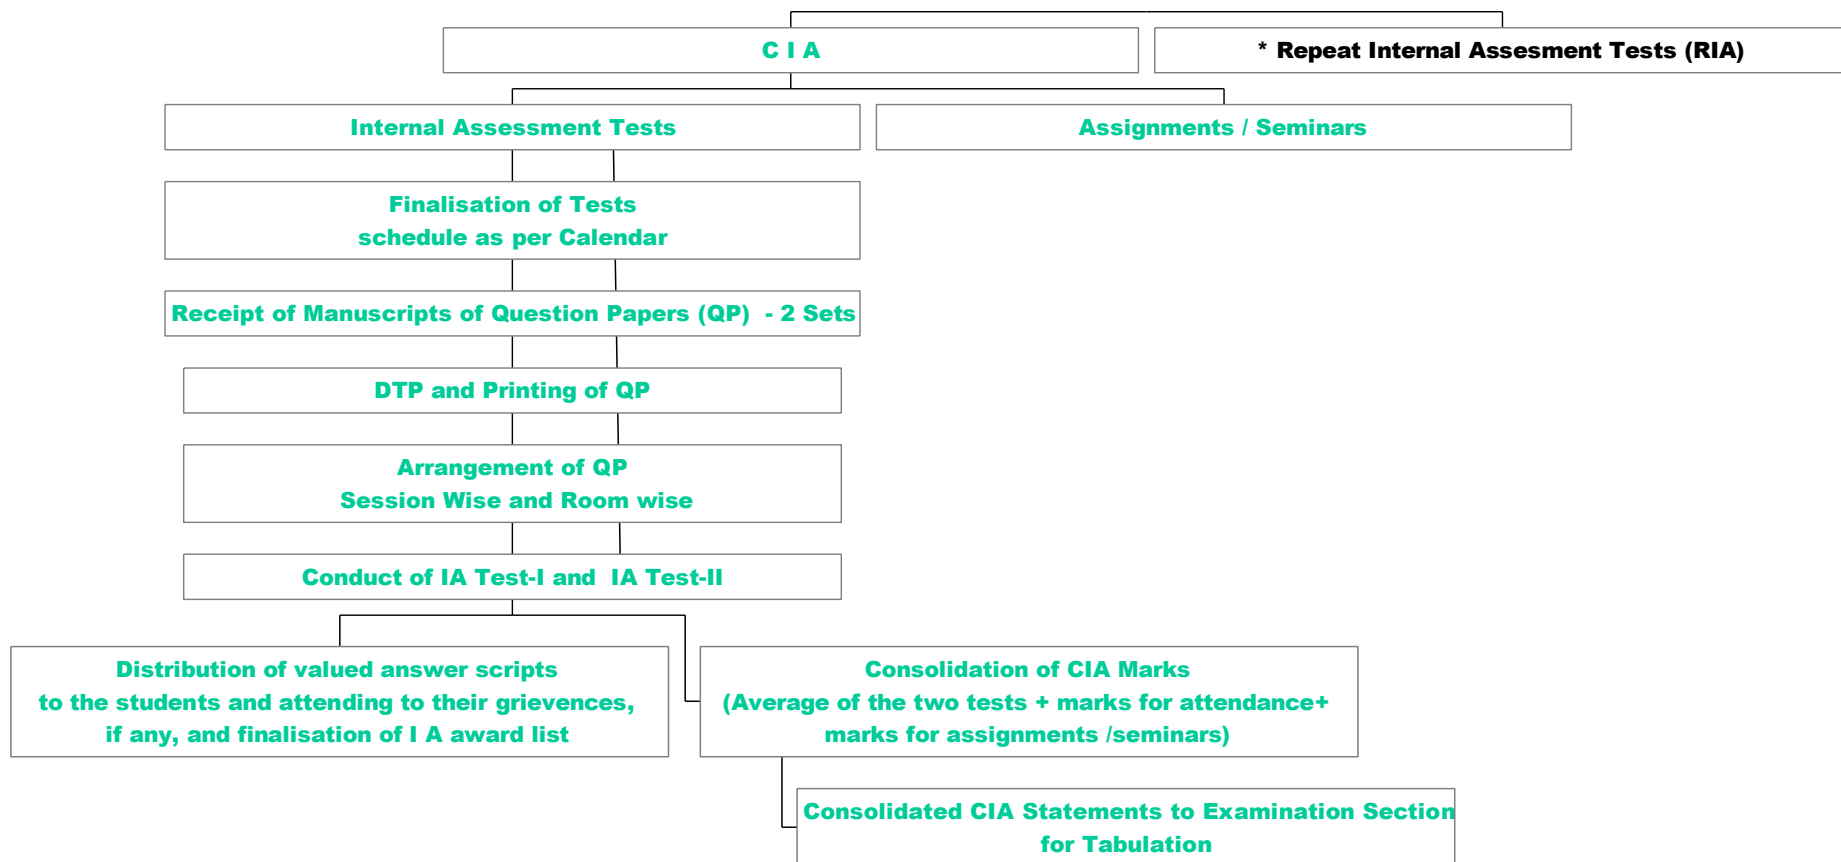 C I A
* Repeat Internal Assesment Tests (RIA)
Internal Assessment Tests
Assignments / Seminars
Finalisation of Tests
schedule as per Calendar
Receipt of Manuscripts of Question Papers (QP)  - 2 Sets
DTP and Printing of QP
Arrangement of QP
Session Wise and Room wise
Conduct of IA Test-I and  IA Test-II
Distribution of valued answer scripts
to the students and attending to their grievences,
if any, and finalisation of I A award list
Consolidation of CIA Marks
(Average of the two tests + marks for attendance+
marks for assignments /seminars)
Consolidated CIA Statements to Examination Section
for Tabulation